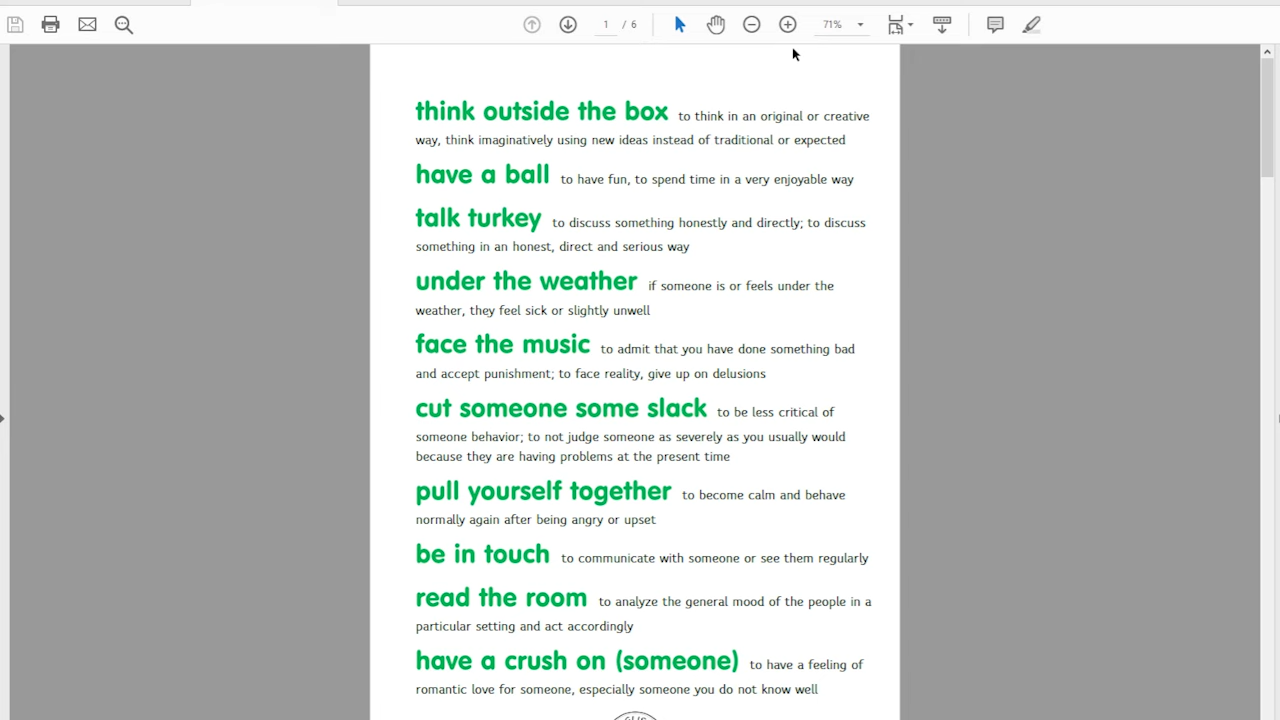 1 / 6 71%
think outside the box to think in an original or creative
way, think imaginatively using new ideas instead of traditional or expected
have a ball to have fun, to spend time in a very enjoyable way
talk turkey to discuss something honestly and directly; to discuss
something in an honest, direct and serious way
under the weather if someone is or feels under the
weather, they feel sick or slightly unwell
face the music to admit that you have done something bad
and accept punishment; to face reality, give up on delusions
cut someone some slack to be less critical of
someone behavior; to not judge someone as severely as you usually would
because they are having problems at the present time
pull yourself together to become calm and behave
normally again after being angry or upset
be in touch to communicate with someone or see them regularly
read the room to analyze the general mood of the people in a
particular setting and act accordingly
have a crush on (someone) to have a feeling of
romantic love for someone, especially someone you do not know well